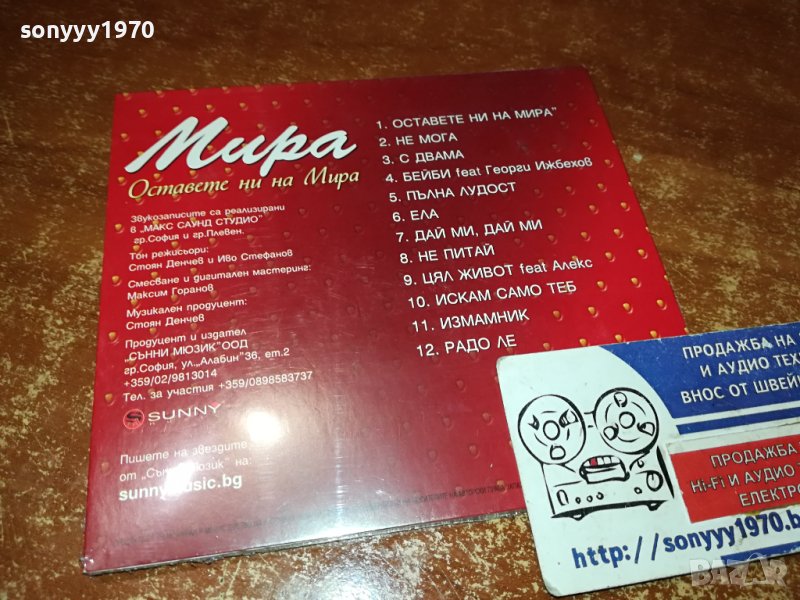 sonyyy1970
Мира
Оставете ни на Мира
Звукозаписите са реализирани
в „МАКС САУНД СТУДИО"
гр.София и гр.Плевен.
Тон режисьори:
Стоян Денчев и Иво Стефанов
Смесване и дигитален мастеринг:
Максим Горанов
Музикален продуцент:
Стоян Денчев
Продуцент и издател
„СЪННИ МЮЗИК"ООД
гр.София, ул.„Алабин"36, ет.2
+359/02/9813014
Тел. за участия +359/0898583737
SUNNY
Пишете на звездите
от
на:
1. ОСТАВЕТЕ НИ НА МИРА"
2. НЕ МОГА
3. С ДВАМА
4. БЕЙБИ feat Георги Ижбехов
5. ПЪЛНА ЛУДОСТ
6. ЕЛА
7. ДАЙ МИ, ДАЙ МИ
8. НЕ ПИТАЙ
9. ЦЯЛ ЖИВОТ feat Алекс
10. ИСКАМ САМО ТЕБ
11. ИЗМАМНИК
12. РАДО ЛЕ
ПРОДАЖБА НА
И АУДИО ТЕХ
ВНОС ОТ ШВЕЙ
ПРОДАЖБА
Hi-Fi И АУДИО
ЕЛЕКТРО
http://sonyyy1970.b
BAZAR